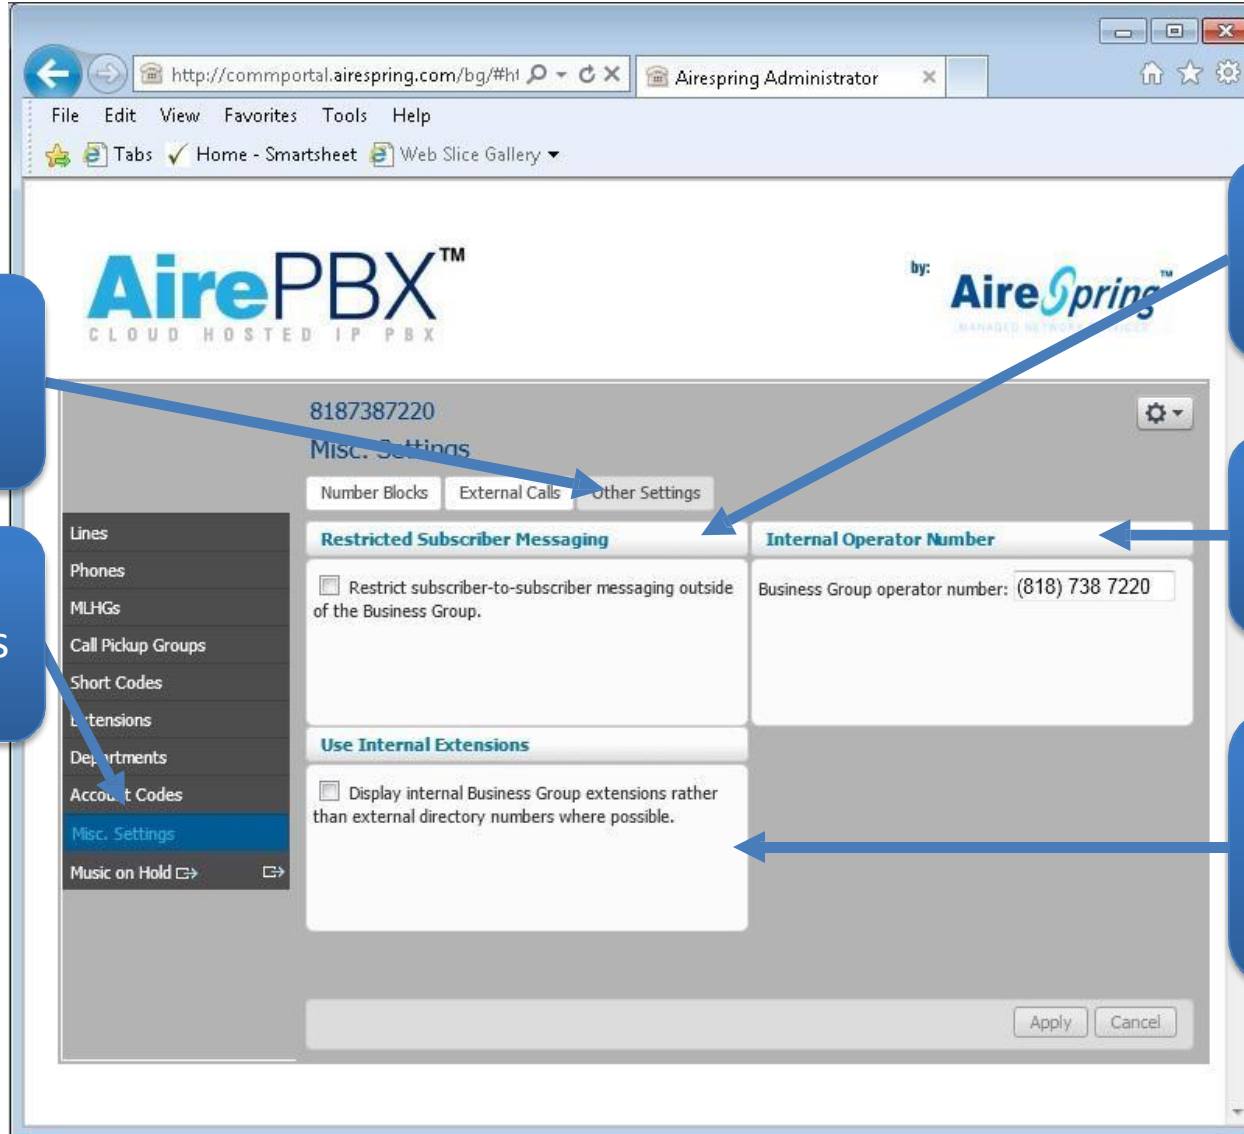 http://commportal.airespring.com/bg/#ht
Airespring Administrator
File Edit View Favorites Tools Help
Tabs Home - Smartsheet Web Slice Gallery
AirePBX™
CLOUD HOSTED IP PBX
by:
AireSpring™
MANAGED NETWORK SERVICES
8187387220
Misc. Settings
Number Blocks External Calls Other Settings
Lines
Phones
MLHGs
Call Pickup Groups
Short Codes
Extensions
Departments
Account Codes
Misc. Settings
Music on Hold
s
Restricted Subscriber Messaging
Restrict subscriber-to-subscriber messaging outside
of the Business Group.
Internal Operator Number
Business Group operator number: (818) 738 7220
Use Internal Extensions
Display internal Business Group extensions rather
than external directory numbers where possible.
Apply Cancel